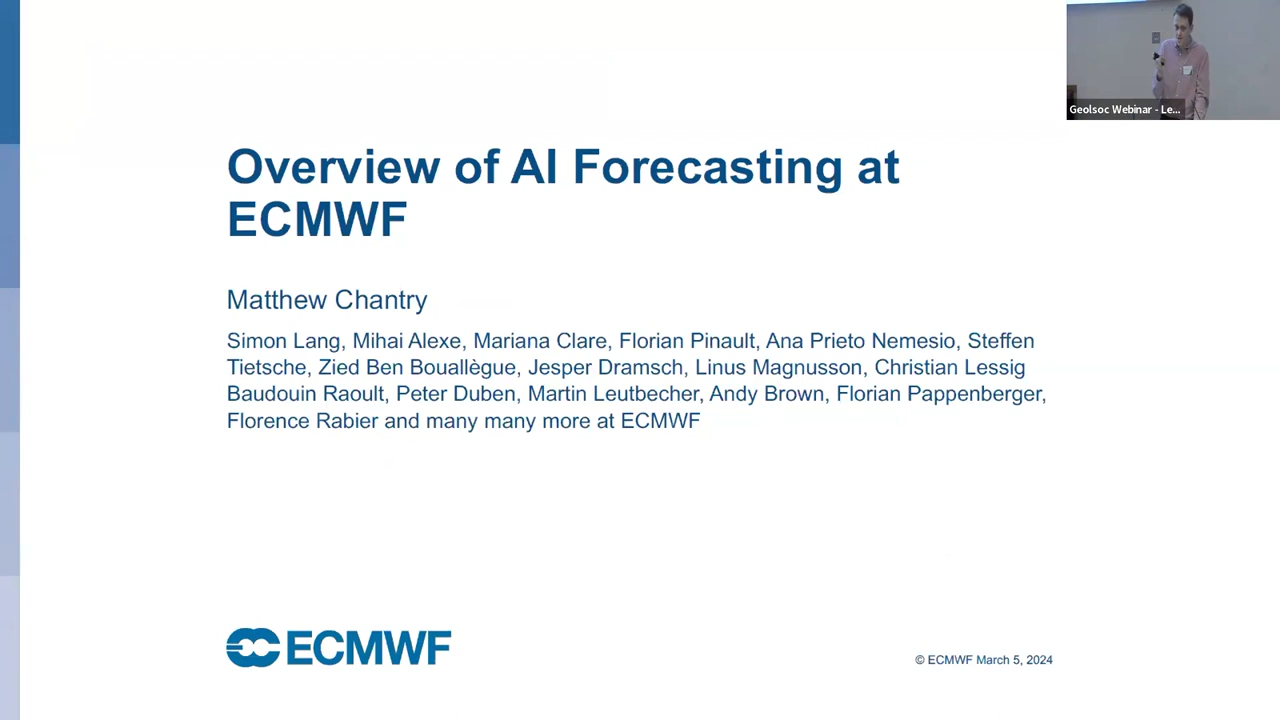 Geolsoc Webinar - Le...
Overview of AI Forecasting at
ECMWF
Matthew Chantry
Simon Lang, Mihai Alexe, Mariana Clare, Florian Pinault, Ana Prieto Nemesio, Steffen
Tietsche, Zied Ben Bouallègue, Jesper Dramsch, Linus Magnusson, Christian Lessig
Baudouin Raoult, Peter Duben, Martin Leutbecher, Andy Brown, Florian Pappenberger,
Florence Rabier and many many more at ECMWF
ECMWF
© ECMWF March 5, 2024